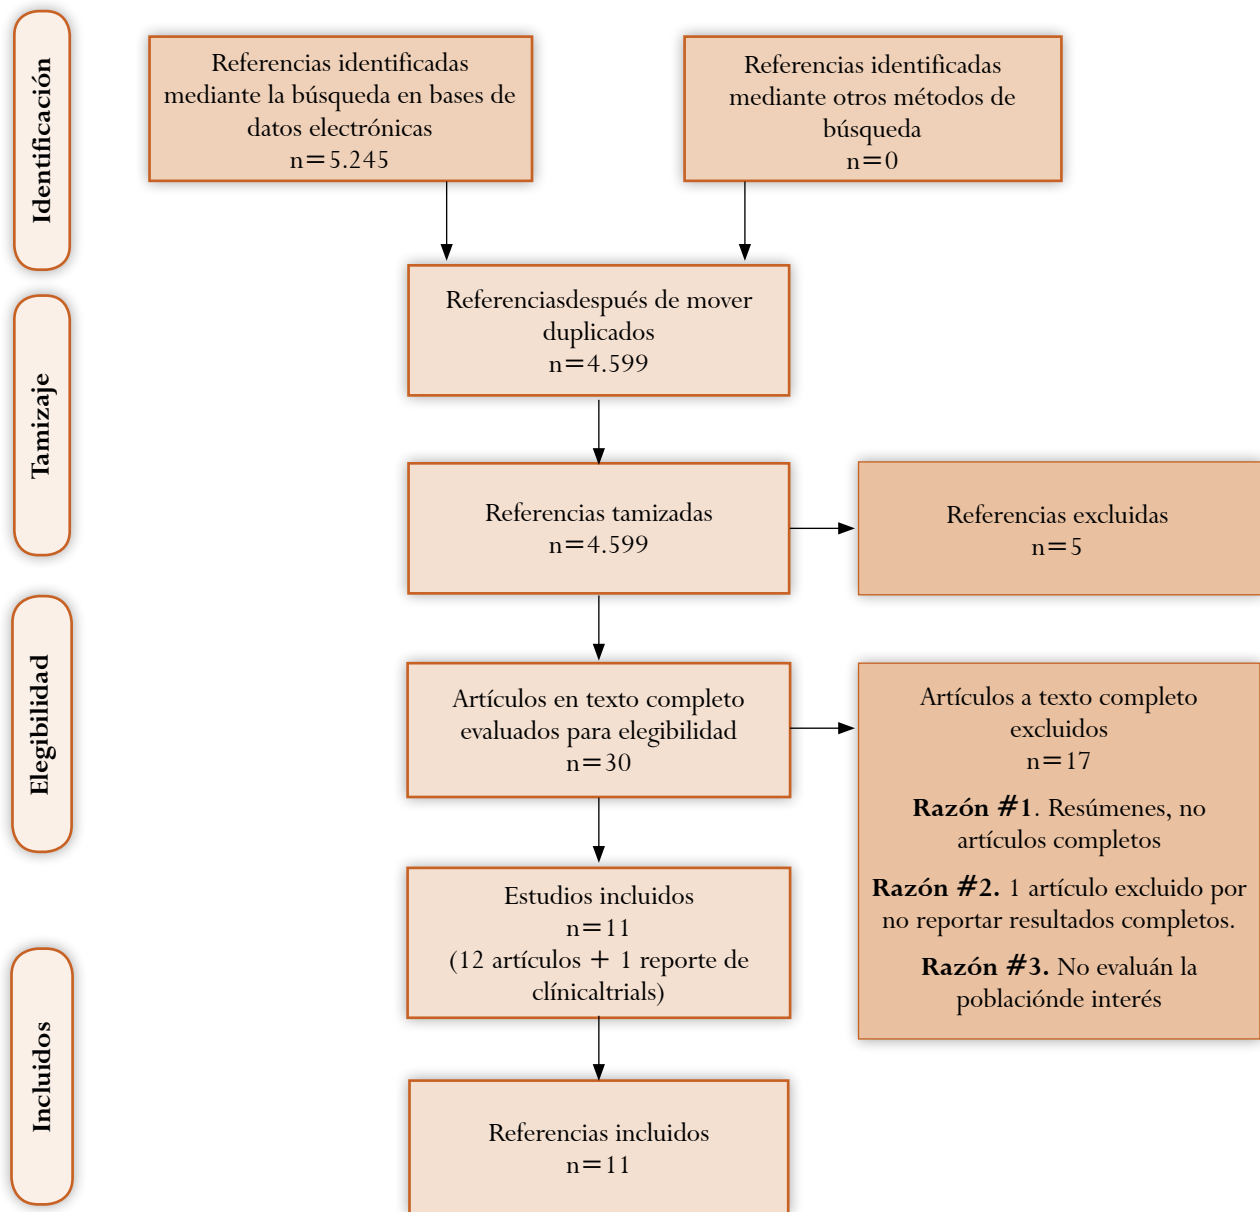 Identificación
Referencias identificadas
mediante la búsqueda en bases de
datos electrónicas
n=5.245
Referencias identificadas
mediante otros métodos de
búsqueda
n=0
Tamizaje
Referenciasdespués de mover
duplicados
n=4.599
Referencias tamizadas
n=4.599
Referencias excluidas
n=5
Elegibilidad
Artículos en texto completo
evaluados para elegibilidad
n=30
Artículos a texto completo
excluidos
n=17
Razón #1. Resúmenes, no
artículos completos
Razón #2. 1 artículo excluido por
no reportar resultados completos.
Razón #3. No evaluán la
poblaciónde interés
Incluidos
Estudios incluidos
n=11
(12 artículos + 1 reporte de
clínicaltrials)
Referencias incluidos
n=11